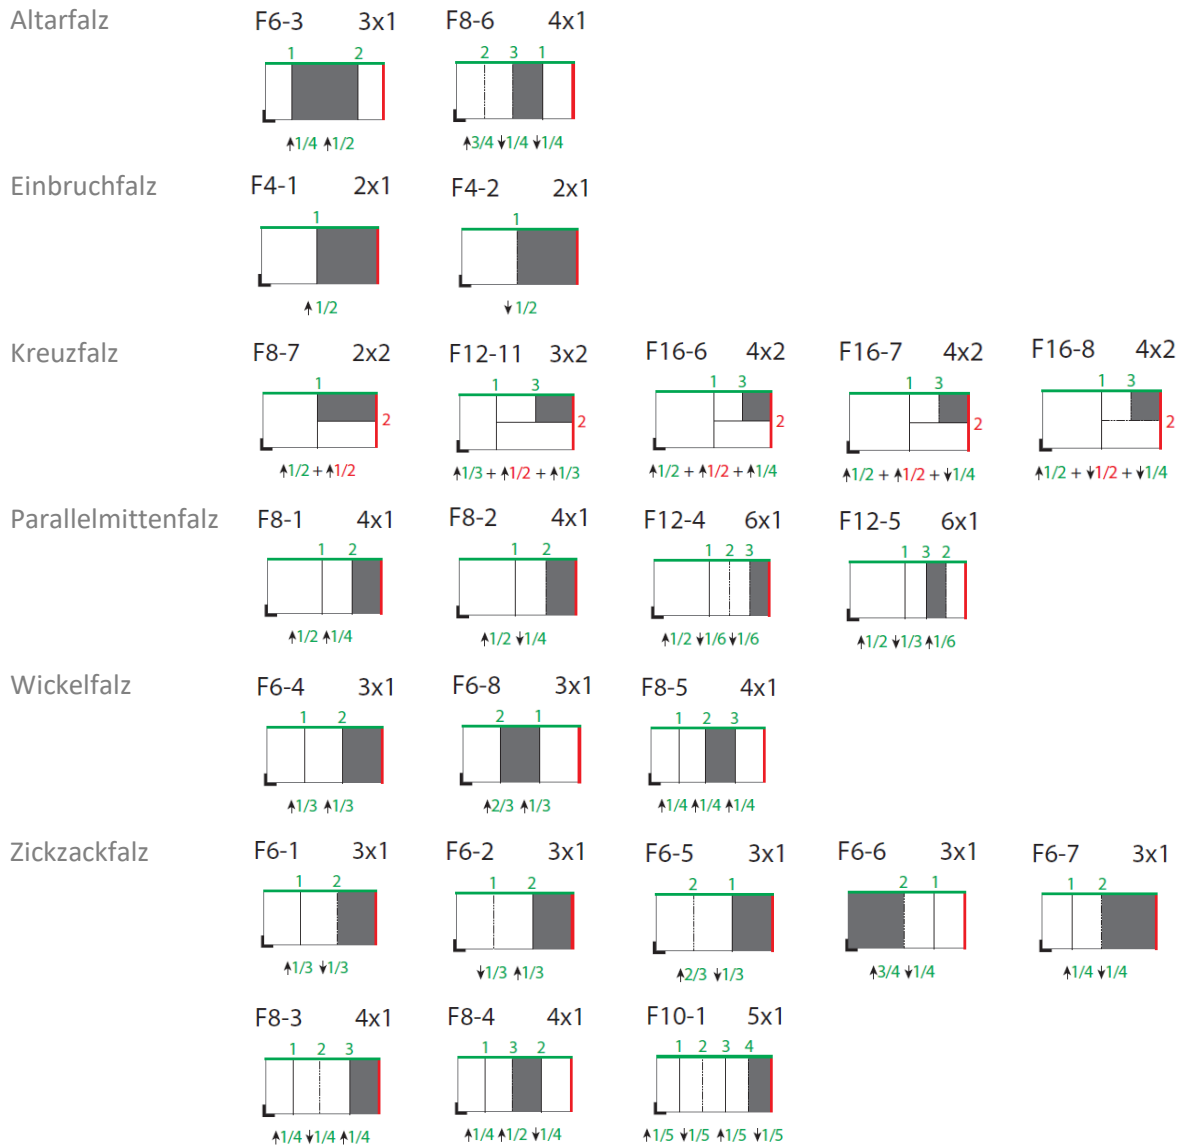 Altarfalz F6-3 3x1 F8-6 4x1
1 2 2 3 1
↑1/4 ↑1/2 ↑3/4 ↓1/4 ↓1/4
Einbruchfalz F4-1 2x1 F4-2 2x1
1 1
↑1/2 ↓1/2
Kreuzfalz F8-7 2x2 F12-11 3x2 F16-6 4x2 F16-7 4x2 F16-8 4x2
1 1 3 1 3 1 3 1 3
2 2 2 2 2
↑1/2 + ↑1/2 ↑1/3 + ↑1/2 + ↑1/3 ↑1/2 + ↑1/2 + ↑1/4 ↑1/2 + ↑1/2 + ↓1/4 ↑1/2 + ↓1/2 + ↓1/4
Parallelmittenfalz F8-1 4x1 F8-2 4x1 F12-4 6x1 F12-5 6x1
1 2 1 2 1 2 3 1 3 2
↑1/2 ↑1/4 ↑1/2 ↓1/4 ↑1/2 ↓1/6 ↓1/6 ↑1/2 ↓1/3 ↑1/6
Wickelfalz F6-4 3x1 F6-8 3x1 F8-5 4x1
1 2 2 1 1 2 3
↑1/3 ↑1/3 ↑2/3 ↑1/3 ↑1/4 ↑1/4 ↑1/4
Zickzackfalz F6-1 3x1 F6-2 3x1 F6-5 3x1 F6-6 3x1 F6-7 3x1
1 2 1 2 2 1 2 1 1 2
↑1/3 ↓1/3 ↓1/3 ↑1/3 ↑2/3 ↓1/3 ↑3/4 ↓1/4 ↑1/4 ↓1/4
F8-3 4x1 F8-4 4x1 F10-1 5x1
1 2 3 1 3 2 1 2 3 4
↑1/4 ↓1/4 ↑1/4 ↑1/4 ↑1/2 ↓1/4 ↑1/5 ↓1/5 ↑1/5 ↓1/5